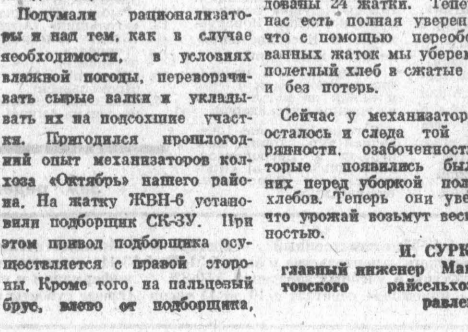 Подумали рационализато-
ры и над тем, как в случае
необходимости, в условиях
влажной погоды, переворачи-
вать сырые валки и уклады-
вать их на подсохшие участ-
ки. Пригодился прошлогод-
ний опыт механизаторов кол-
хоза «Октябрь» нашего райо-
на. На жатку ЖВН-6 устано-
вили подборщик СК-ЗУ. При
этом привод подборщика осу-
ществляется с правой сторо-
ны. Кроме того, на пальцевый
брус, влево от подборщика,
дованы 24 жатки. Тепе
нас есть полная уверен
что с помощью переобо
ванных жаток мы уберем
полеглый хлеб в сжатые
и без потерь.
Сейчас у механизатор
осталось и следа той
рянности, озабоченност
торые появились был
них перед уборкой пол
хлебов. Теперь они уве
что урожай возьмут вес
ностью.
И. СУРК
главный инженер Ма
товского райсельхо
равле